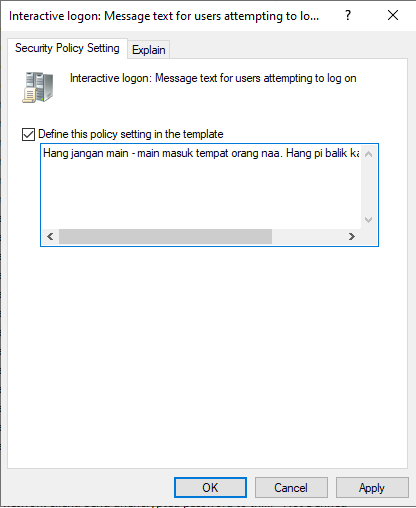 Interactive logon: Message text for users attempting to lo...
?
Security Policy Setting
Explain
Interactive logon: Message text for users attempting to log on
Define this policy setting in the template
Hang jangan main - main masuk tempat orang naa. Hang pi balik ka
OK
Cancel
Apply